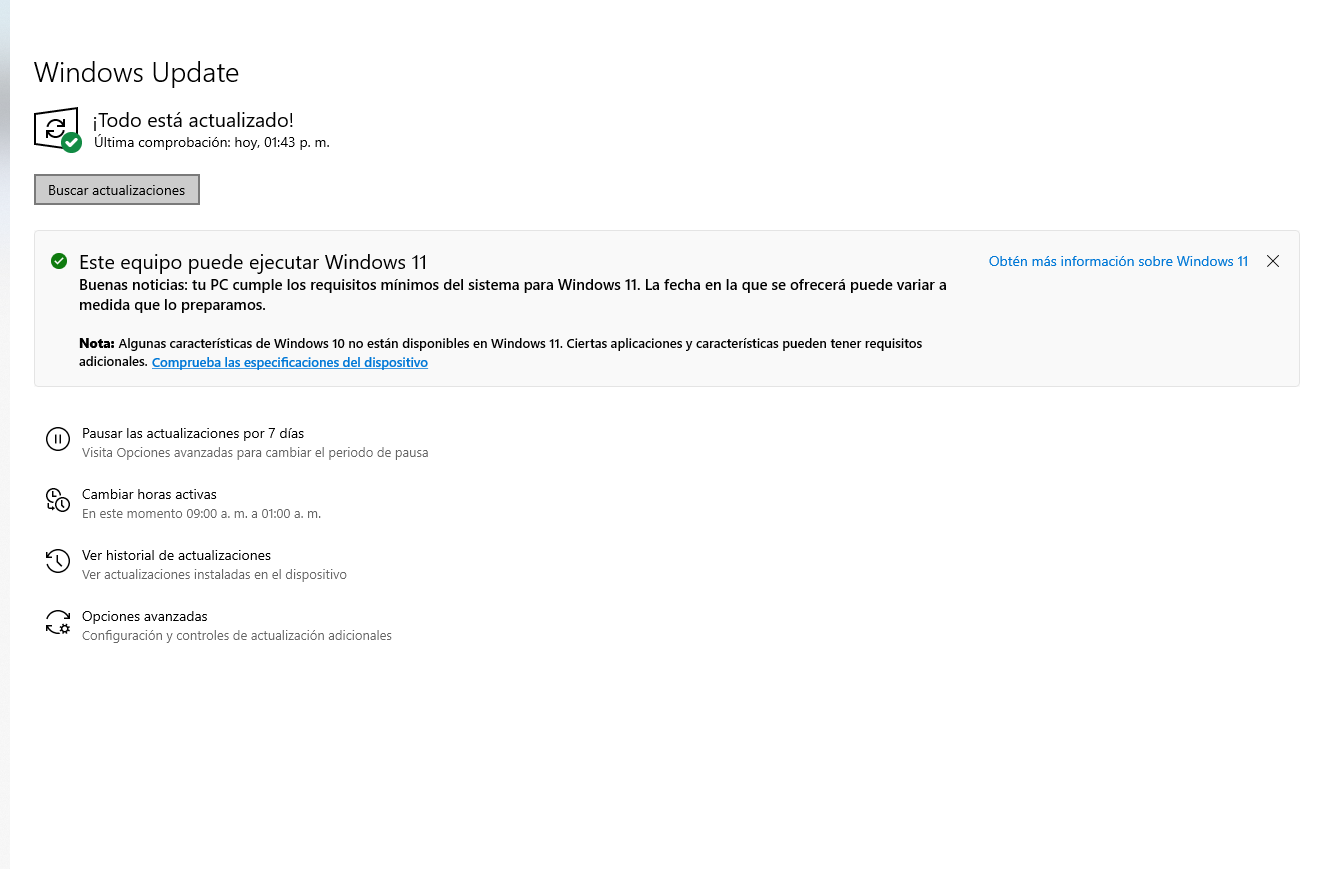 Windows Update
¡Todo está actualizado!
Última comprobación: hoy, 01:43 p. m.
Buscar actualizaciones
Este equipo puede ejecutar Windows 11
Obtén más información sobre Windows 11
Buenas noticias: tu PC cumple los requisitos mínimos del sistema para Windows 11. La fecha en la que se ofrecerá puede variar a
medida que lo preparamos.
Nota: Algunas características de Windows 10 no están disponibles en Windows 11. Ciertas aplicaciones y características pueden tener requisitos
adicionales. Comprueba las especificaciones del dispositivo
Pausar las actualizaciones por 7 días
Visita Opciones avanzadas para cambiar el periodo de pausa
Cambiar horas activas
En este momento 09:00 a. m. a 01:00 a. m.
Ver historial de actualizaciones
Ver actualizaciones instaladas en el dispositivo
Opciones avanzadas
Configuración y controles de actualización adicionales